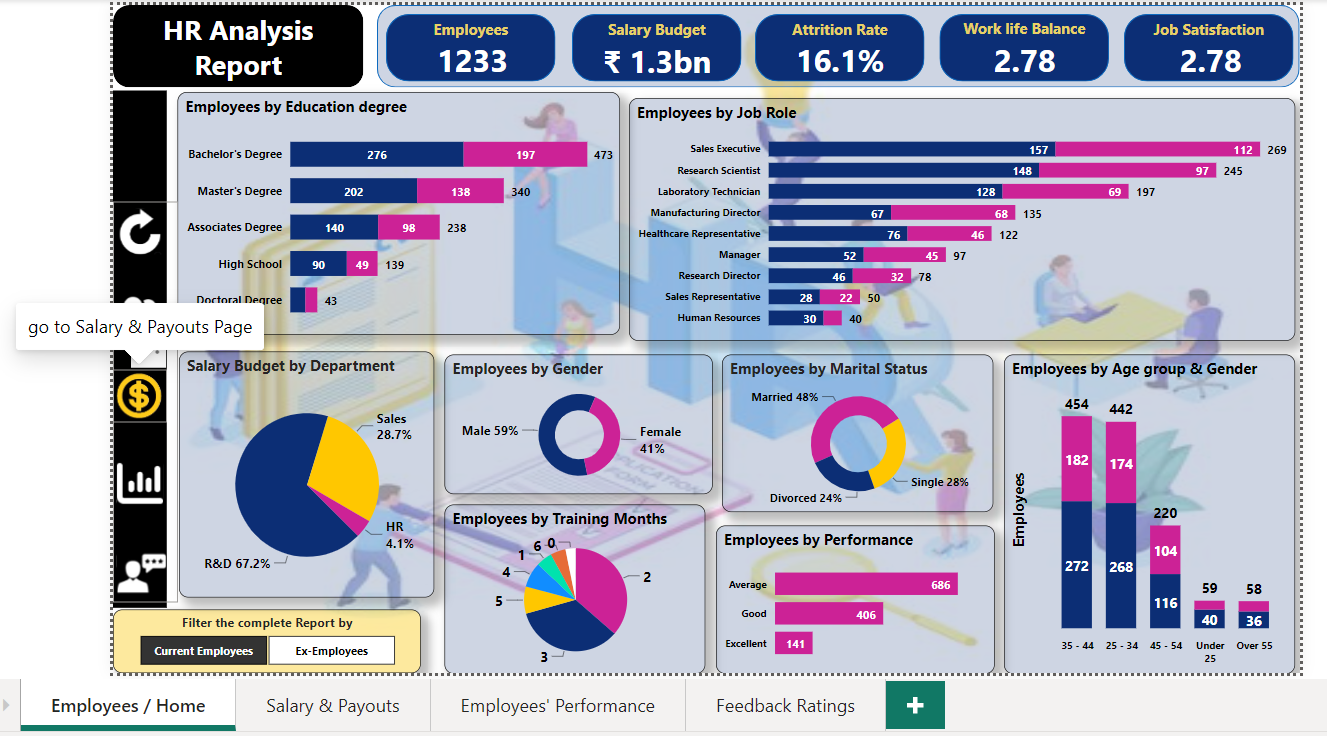 HR Analysis
Report
Employees
1233
Salary Budget
₹ 1.3bn
Attrition Rate
16.1%
Work life Balance
2.78
Job Satisfaction
2.78
Employees by Education degree
Bachelor's Degree 276 197 473
Master's Degree 202 138 340
Associates Degree 140 98 238
High School 90 49 139
Doctoral Degree 43
Employees by Job Role
Sales Executive 157 112 269
Research Scientist 148 97 245
Laboratory Technician 128 69 197
Manufacturing Director 67 68 135
Healthcare Representative 76 46 122
Manager 52 45 97
Research Director 46 32 78
Sales Representative 28 22 50
Human Resources 30 40
go to Salary & Payouts Page
Salary Budget by Department
Sales
28.7%
HR
4.1%
R&D 67.2%
Employees by Gender
Male 59%
Female
41%
Employees by Training Months
0
6
1
4
5
3
2
Employees by Marital Status
Married 48%
Single 28%
Divorced 24%
Employees by Performance
Average 686
Good 406
Excellent 141
Employees by Age group & Gender
Employees
454 442 220 59 58
182 174 104
272 268 116 40 36
35 - 44 25 - 34 45 - 54 Under Over 55
25
Filter the complete Report by
Current Employees Ex-Employees
Employees / Home Salary & Payouts Employees' Performance Feedback Ratings +